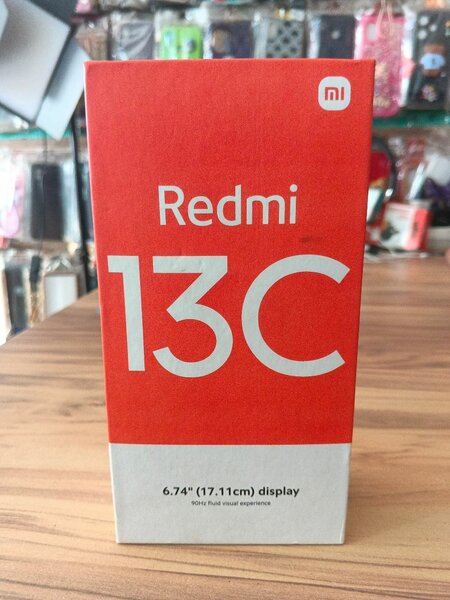 mi
Redmi
13C
6.74" (17.11cm) display
90Hz fluid visual experience